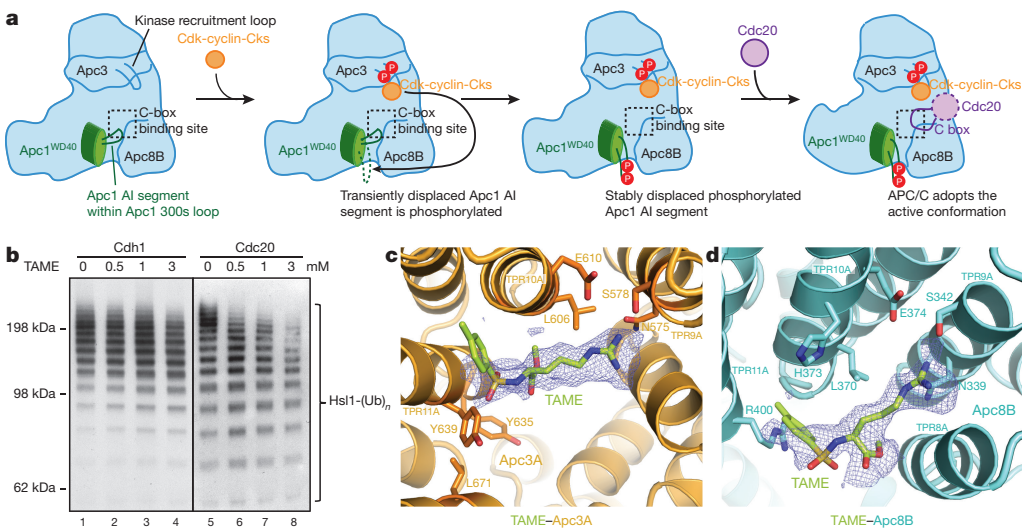 a
Kinase recruitment loop
Cdk-cyclin-Cks
Apc3
C-box
binding site
Apc1WD40
Apc8B
Apc1 AI segment
within Apc1 300s loop
P
P
Apc3
Cdk-cyclin-Cks
C-box
binding site
Apc1WD40
Apc8B
Transiently displaced Apc1 AI
segment is phosphorylated
P
P
Apc3
Cdk-cyclin-Cks
C-box
binding site
Apc1WD40
Apc8B
P
P
Stably displaced phosphorylated
Apc1 AI segment
Cdc20
P
P
Apc3
Cdk-cyclin-Cks
Cdc20
C box
Apc1WD40
Apc8B
P
P
APC/C adopts the
active conformation
b
Cdh1 Cdc20
TAME 0 0.5 1 3 0 0.5 1 3 mM
198 kDa
98 kDa
62 kDa
Hsl1-(Ub)n
1 2 3 4 5 6 7 8
c
E610
TPR10A
S578
L606
N575
TPR9A
TAME
TPR11A
Y639
Y635
Apc3A
L671
TAME–Apc3A
d
TPR10A
TPR9A
S342
E374
H373
L370
TPR11A
N339
R400
Apc8B
TPR8A
TAME
TAME–Apc8B